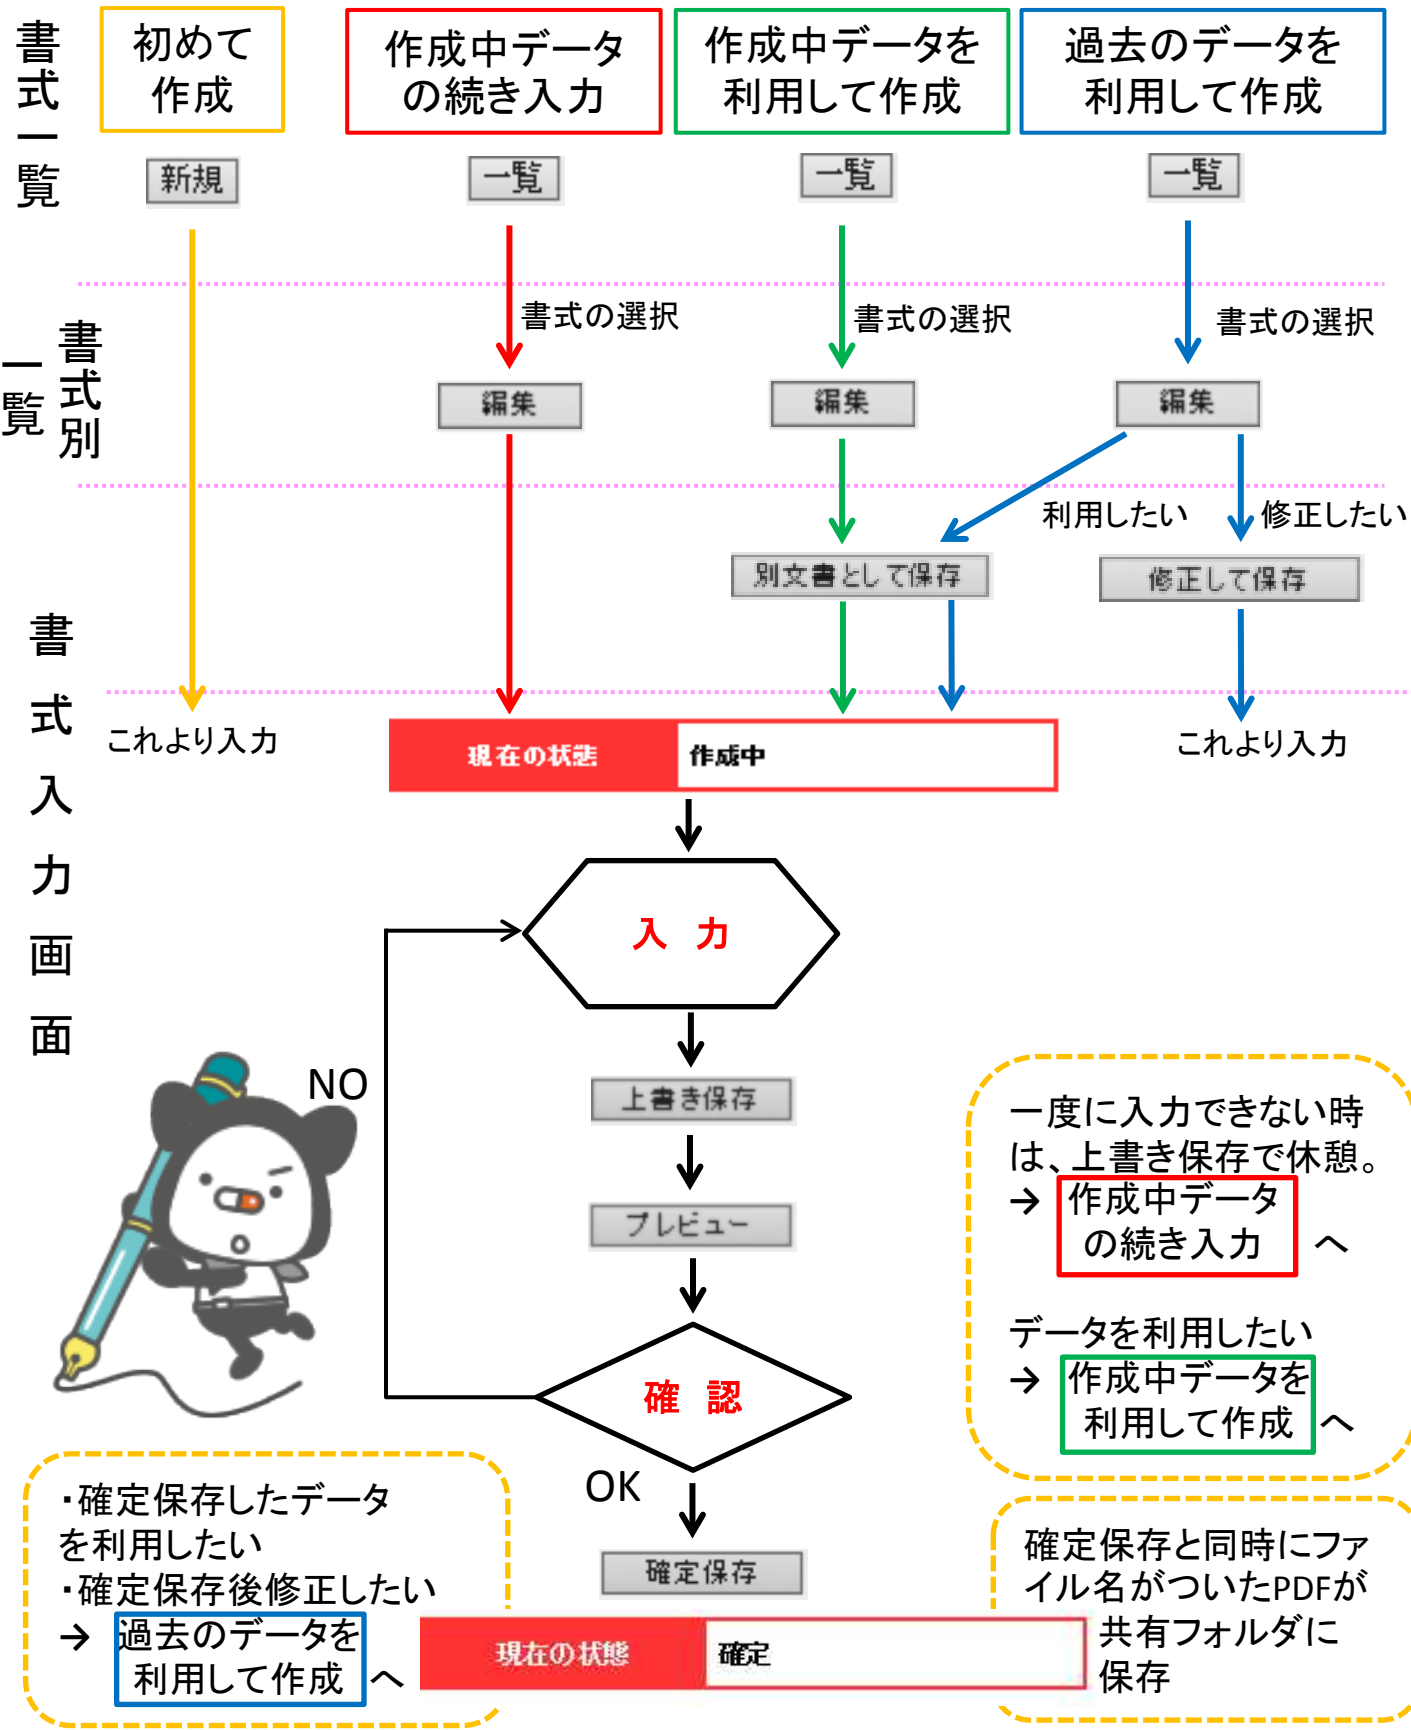 書式一覧
初めて
作成
作成中データ
の続き入力
作成中データを
利用して作成
過去のデータを
利用して作成
新規
一覧
一覧
一覧
書式別
一覧
書式の選択
書式の選択
書式の選択
編集
編集
編集
利用したい
修正したい
別文書として保存
修正して保存
書式入力画面
これより入力
現在の状態
作成中
これより入力
入 力
NO
上書き保存
プレビュー
確 認
OK
確定保存
現在の状態
確定
一度に入力できない時
は、上書き保存で休憩。
→ 作成中データ
の続き入力 へ
データを利用したい
→ 作成中データを
利用して作成 へ
・確定保存したデータ
を利用したい
・確定保存後修正したい
→ 過去のデータを
利用して作成 へ
確定保存と同時にファ
イル名がついたPDFが
共有フォルダに
保存